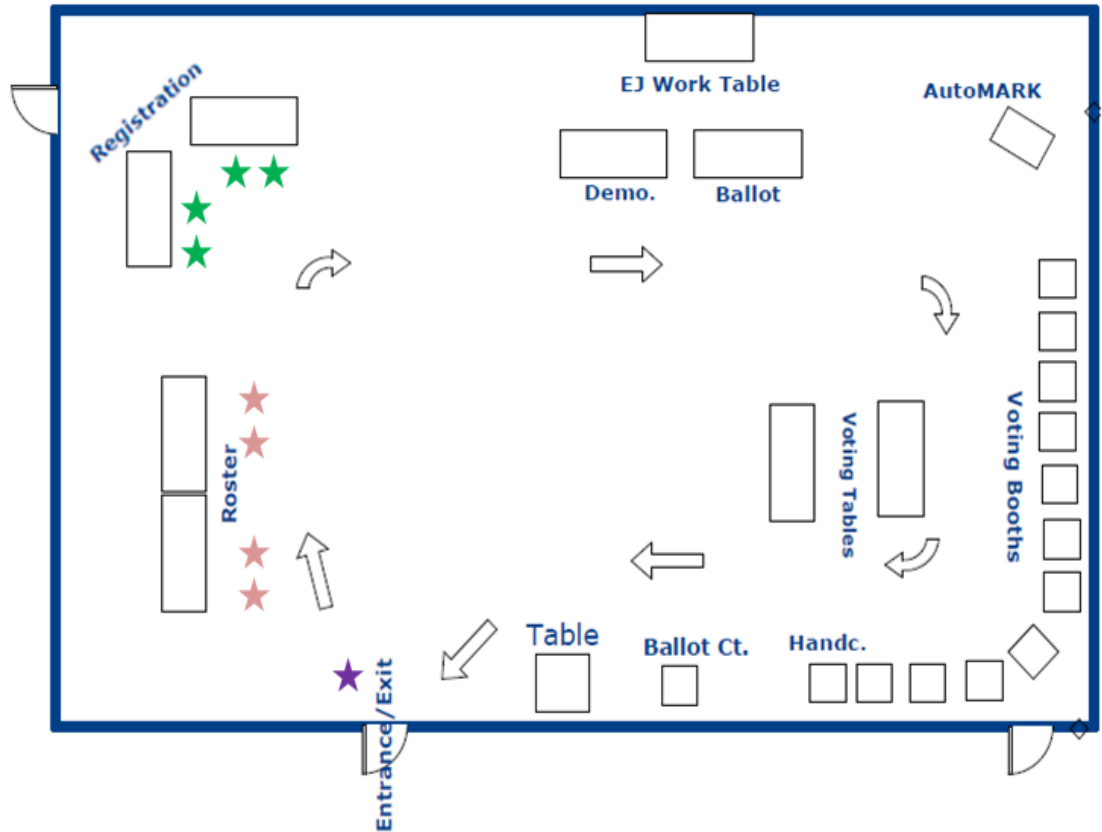 EJ Work Table
AutoMARK
Registration
Demo.
Ballot
Roster
Voting Tables
Voting Booths
Table
Ballot Ct.
Handc.
Entrance/Exit